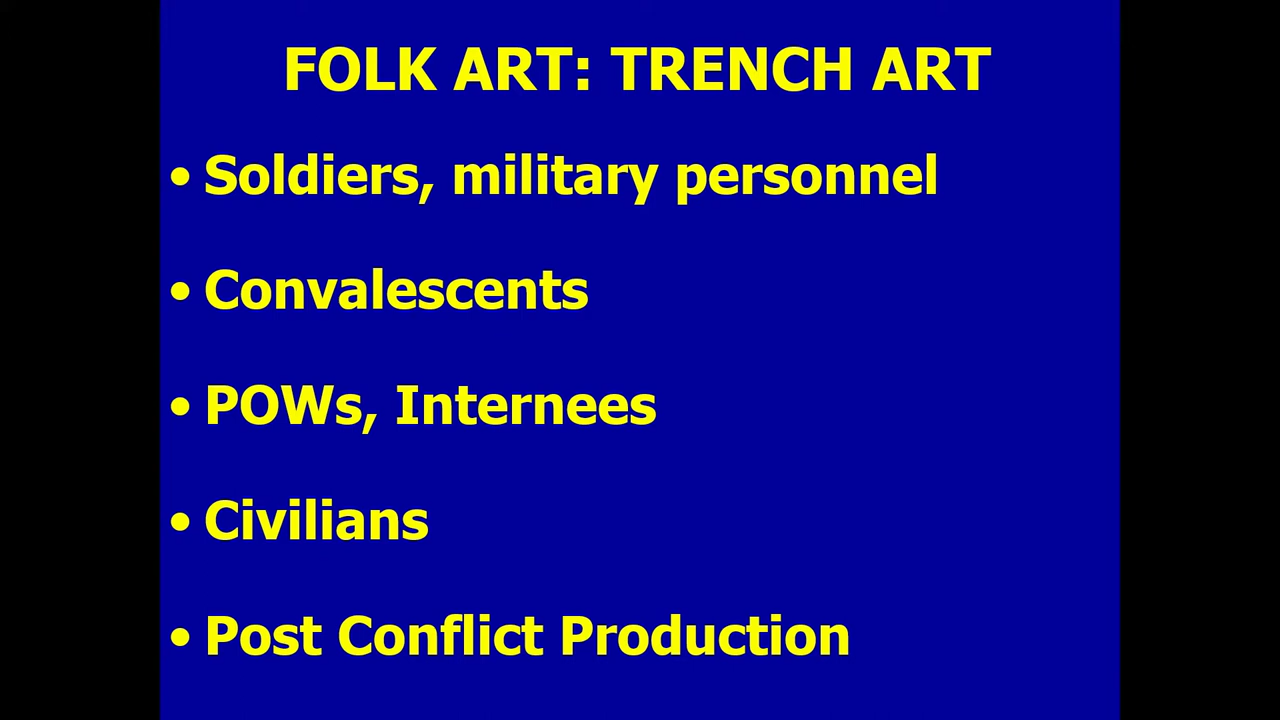 FOLK ART: TRENCH ART
• Soldiers, military personnel
• Convalescents
• POWs, Internees
• Civilians
• Post Conflict Production